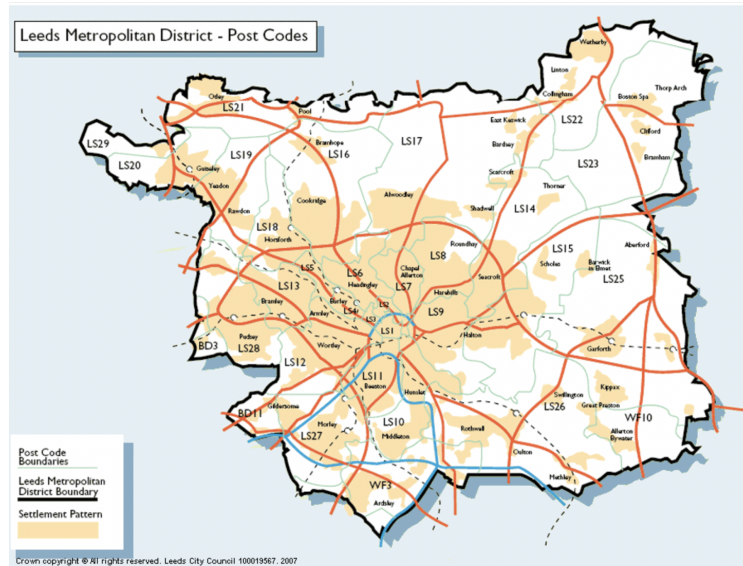 Leeds Metropolitan District - Post Codes
Wetherby
Linton
Thorp Arch
Collingham
Boston Spa
Otley
LS21
Pool
East Keswick
LS22
Clifford
LS29
LS20
LS19
Bramhope
LS16
LS17
Bardsey
Bramham
Guiseley
Scarcroft
LS23
Yeadon
Thorner
Cookridge
Alwoodley
Rawdon
Shadwell
LS14
LS18
Horsforth
Roundhay
LS15
Aberford
LS8
Scholes
Barwick
in Elmet
LS5
LS6
Chapel
Allerton
Seacroft
LS25
LS13
Headingley
LS7
Bramley
Burley
Harehills
LS2
LS9
Armley
LS4
LS3
LS1
Halton
Pudsey
Wortley
BD3
LS28
Garforth
LS12
LS11
Beeston
Hunslet
Swillington
Kippax
BD11
Gildersome
LS26
Great Preston
WF10
Morley
LS10
Rothwell
LS27
Middleton
Allerton
Bywater
Oulton
Methley
WF3
Ardsley
Post Code
Boundaries
Leeds Metropolitan
District Boundary
Settlement Pattern
Crown copyright © All rights reserved. Leeds City Council 100019567. 2007